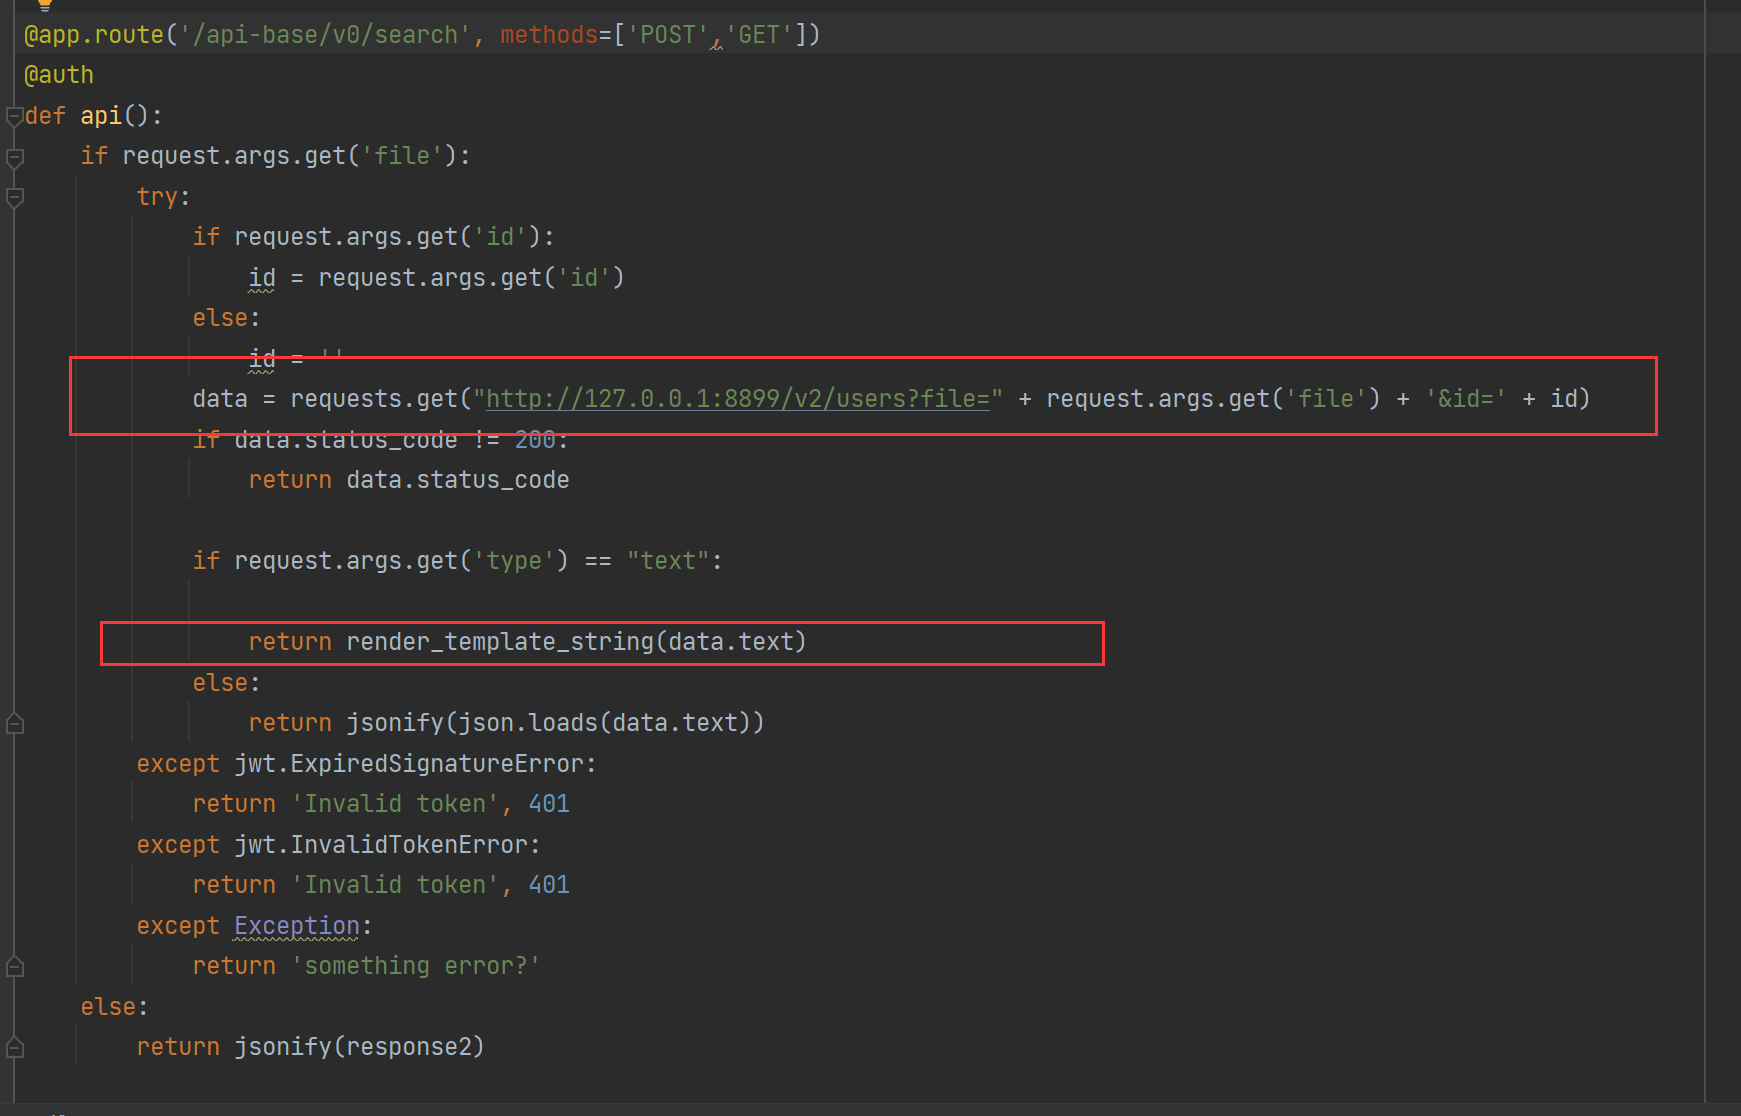 @app.route('/api-base/v0/search', methods=['POST','GET'])
@auth
def api():
    if request.args.get('file'):
        try:
            if request.args.get('id'):
                id = request.args.get('id')
            else:
                id = ''
            data = requests.get("http://127.0.0.1:8899/v2/users?file=" + request.args.get('file') + '&id=' + id)
            if data.status_code != 200:
                return data.status_code
            if request.args.get('type') == "text":
                return render_template_string(data.text)
            else:
                return jsonify(json.loads(data.text))
        except jwt.ExpiredSignatureError:
            return 'Invalid token', 401
        except jwt.InvalidTokenError:
            return 'Invalid token', 401
        except Exception:
            return 'something error?'
    else:
        return jsonify(response2)